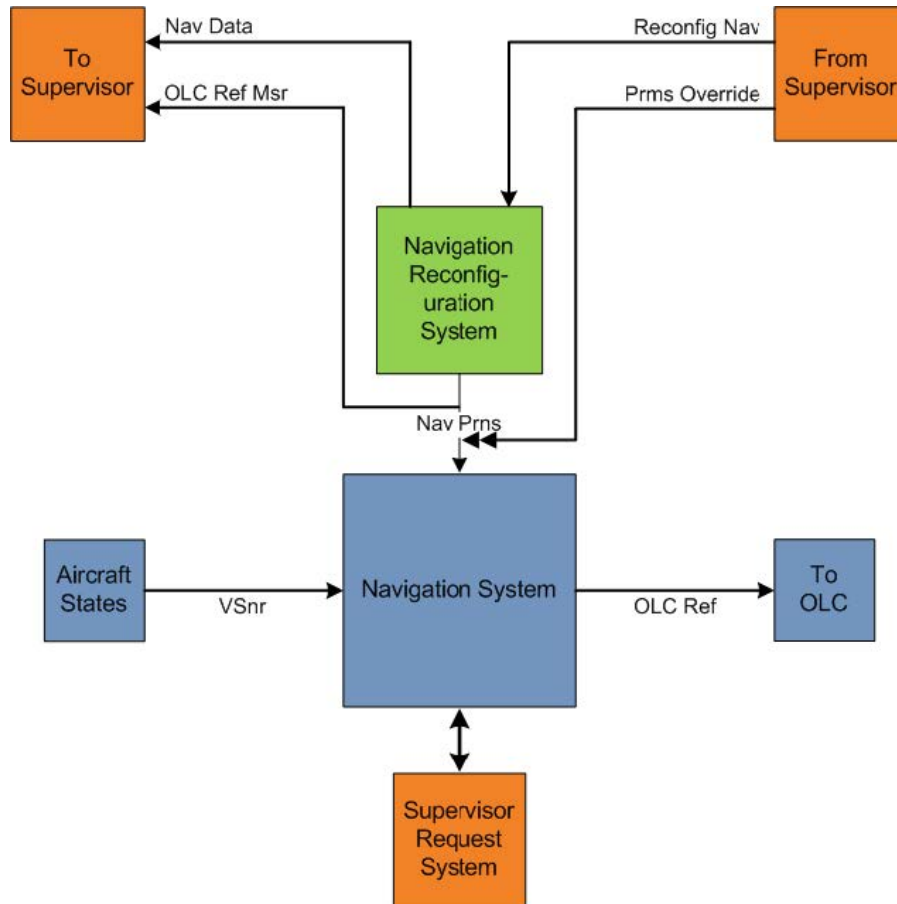 To
Supervisor
Nav Data
OLC Ref Msr
Reconfig Nav
Prms Override
From
Supervisor
Navigation
Reconfig-
uration
System
Nav Prns
Aircraft
States
VSnr
Navigation System
OLC Ref
To
OLC
Supervisor
Request
System